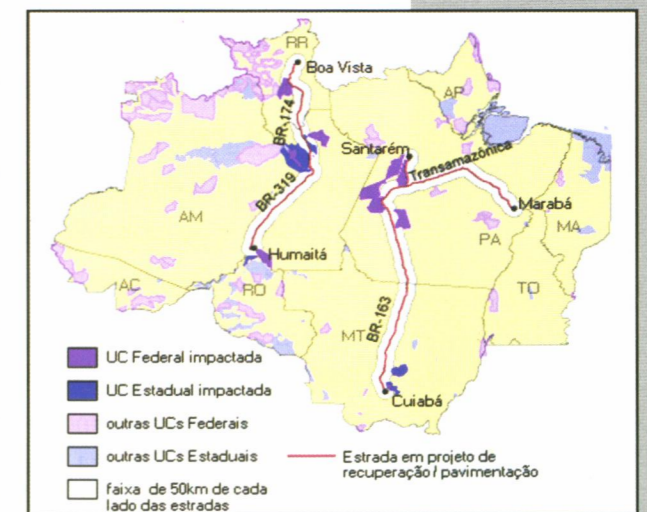 RR
Boa Vista
BR-174
AP
Santarém
Transamazônica
BR-319
Marabá
AM
PA
MA
Humaitá
AC
RO
TO
BR-163
MT
Cuiabá
UC Federal impactada
UC Estadual impactada
outras UCs Federais
outras UCs Estaduais
faixa de 50km de cada
lado das estradas
Estrada em projeto de
recuperação/ pavimentação